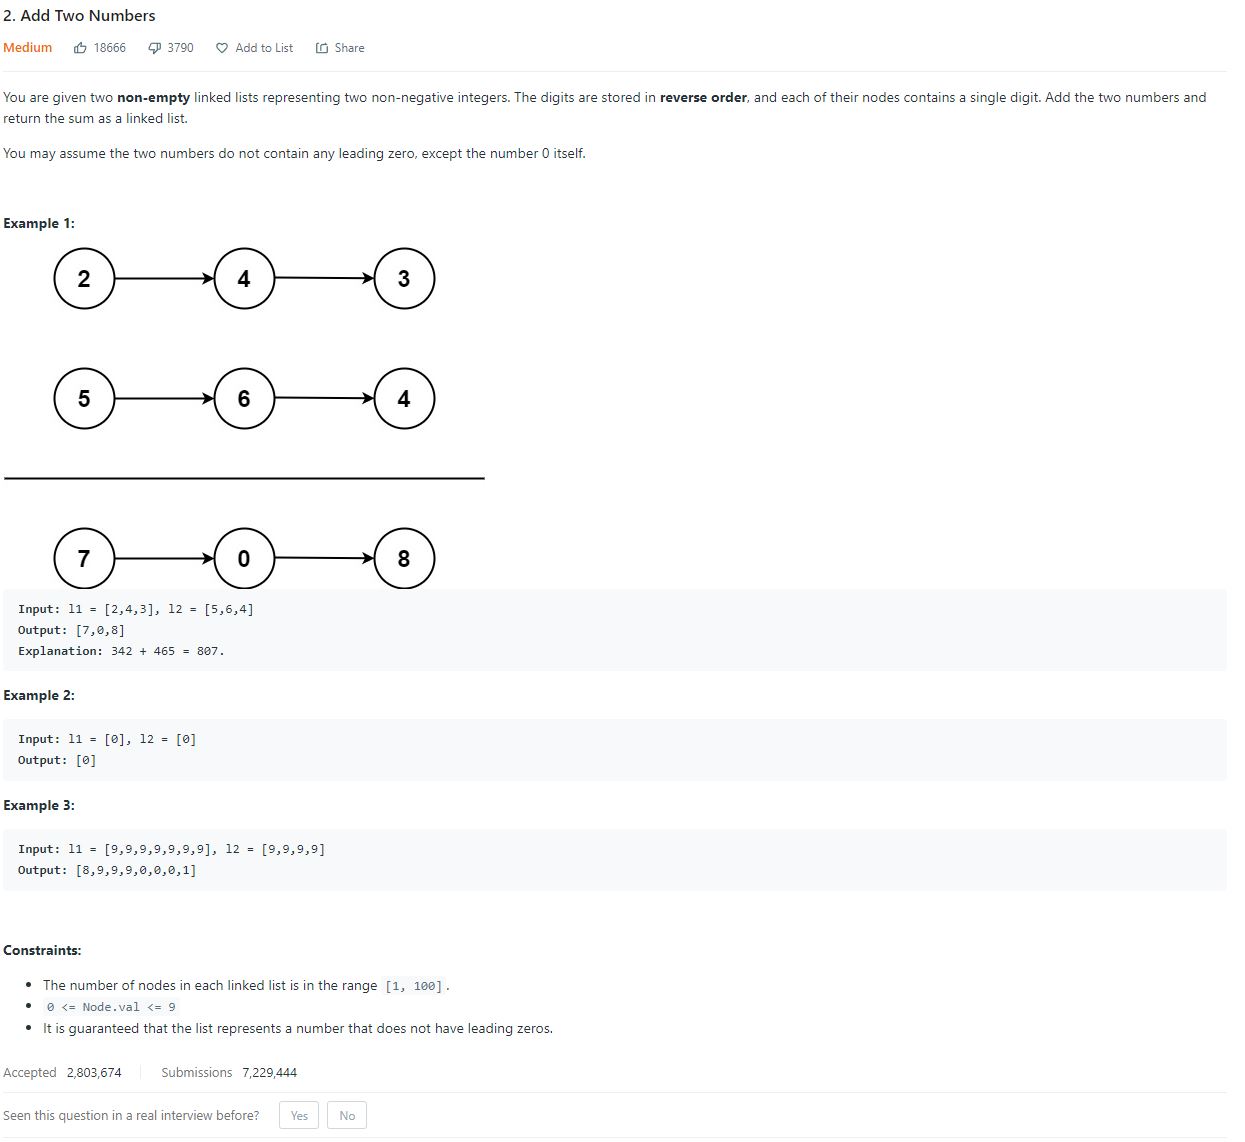 2. Add Two Numbers
Medium 18666 3790 Add to List Share
You are given two non-empty linked lists representing two non-negative integers. The digits are stored in reverse order, and each of their nodes contains a single digit. Add the two numbers and
return the sum as a linked list.
You may assume the two numbers do not contain any leading zero, except the number 0 itself.
Example 1:
2 4 3
5 6 4
7 0 8
Input: l1 = [2,4,3], l2 = [5,6,4]
Output: [7,0,8]
Explanation: 342 + 465 = 807.
Example 2:
Input: l1 = [0], l2 = [0]
Output: [0]
Example 3:
Input: l1 = [9,9,9,9,9,9,9], l2 = [9,9,9,9]
Output: [8,9,9,9,0,0,0,1]
Constraints:
• The number of nodes in each linked list is in the range [1, 100].
• 0 <= Node.val <= 9
• It is guaranteed that the list represents a number that does not have leading zeros.
Accepted 2,803,674 Submissions 7,229,444
Seen this question in a real interview before? Yes No